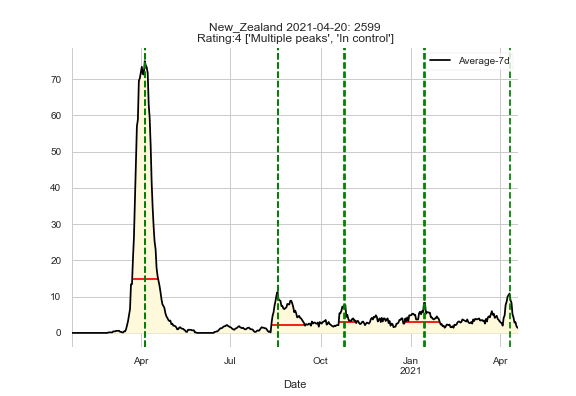 New_Zealand 2021-04-20: 2599
Rating:4 ['Multiple peaks', 'In control']
Average-7d
70
60
50
40
30
20
10
0
Apr
Jul
Oct
Jan
2021
Apr
Date